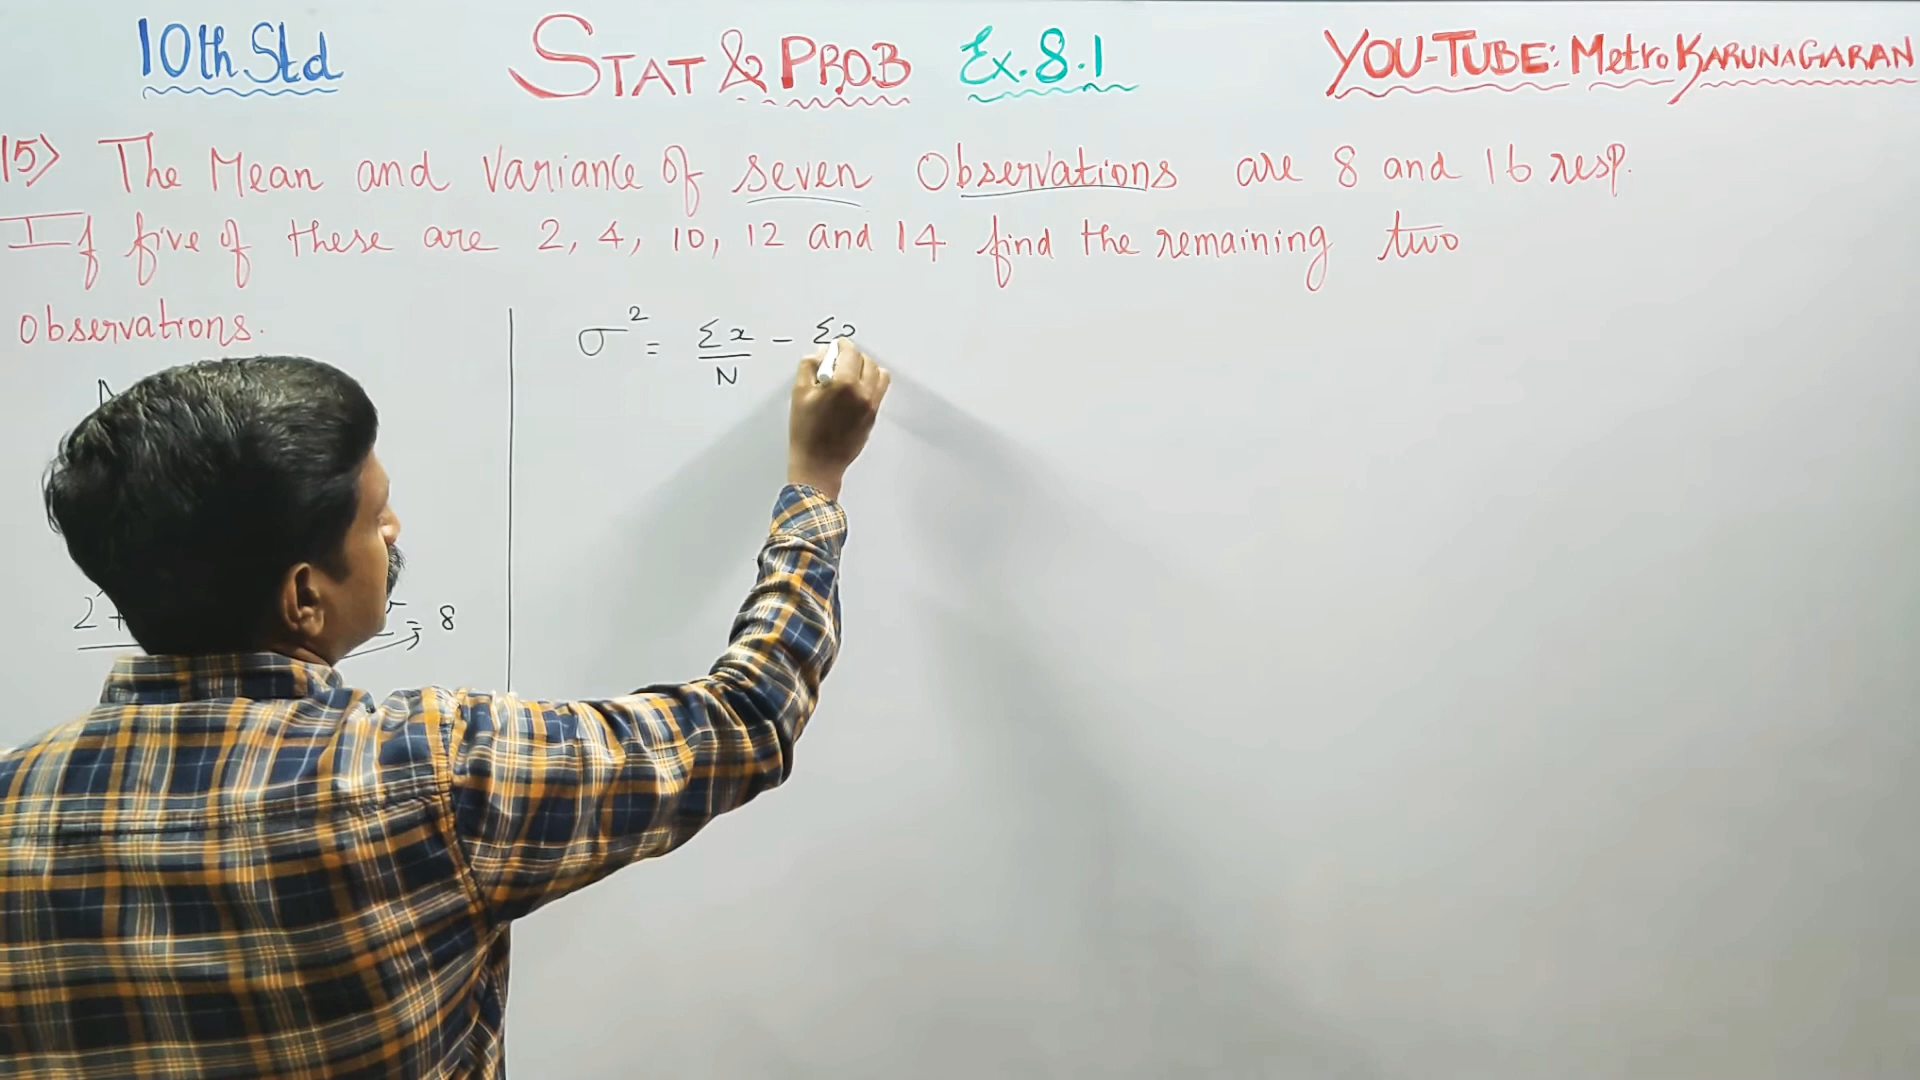 10th Std STAT & PROB Ex. 8.1 YOU-TUBE: Metro KARUNAGARAN
15) The Mean and Variance of seven Observations are 8 and 16 resp.
If five of these are 2, 4, 10, 12 and 14 find the remaining two
observations.
σ² = Σx/N - Σ
2 + = 8